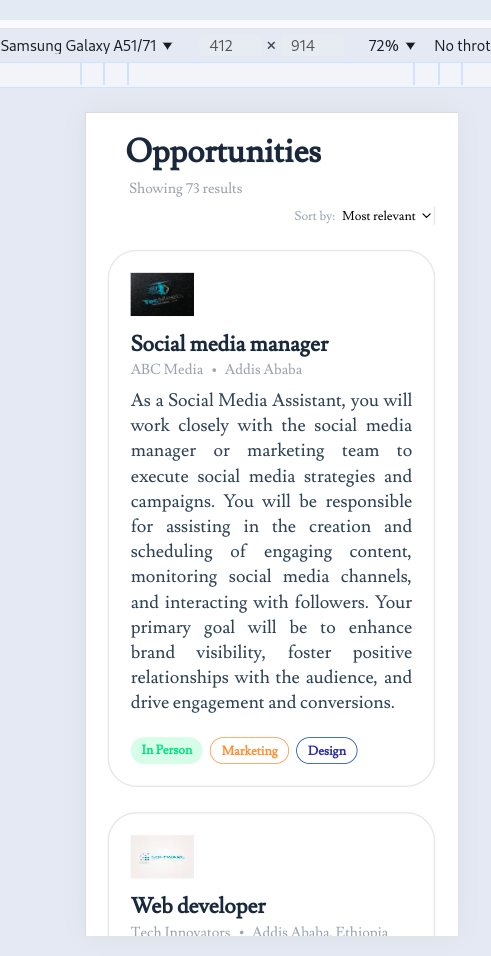 Samsung Galaxy A51/71 ▼ 412 × 914 72% ▼ No throt
Opportunities
Showing 73 results
Sort by: Most relevant
Social media manager
ABC Media • Addis Ababa
As a Social Media Assistant, you will
work closely with the social media
manager or marketing team to
execute social media strategies and
campaigns. You will be responsible
for assisting in the creation and
scheduling of engaging content,
monitoring social media channels,
and interacting with followers. Your
primary goal will be to enhance
brand visibility, foster positive
relationships with the audience, and
drive engagement and conversions.
In Person Marketing Design
SOFTWARE
Web developer
Tech Innovators • Addis Ababa, Ethiopia